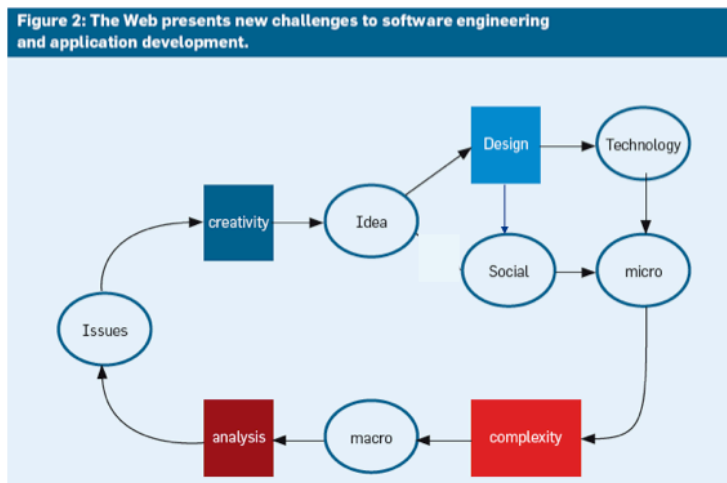 Figure 2: The Web presents new challenges to software engineering
and application development.
Design
Technology
creativity
Idea
Social
micro
Issues
analysis
macro
complexity